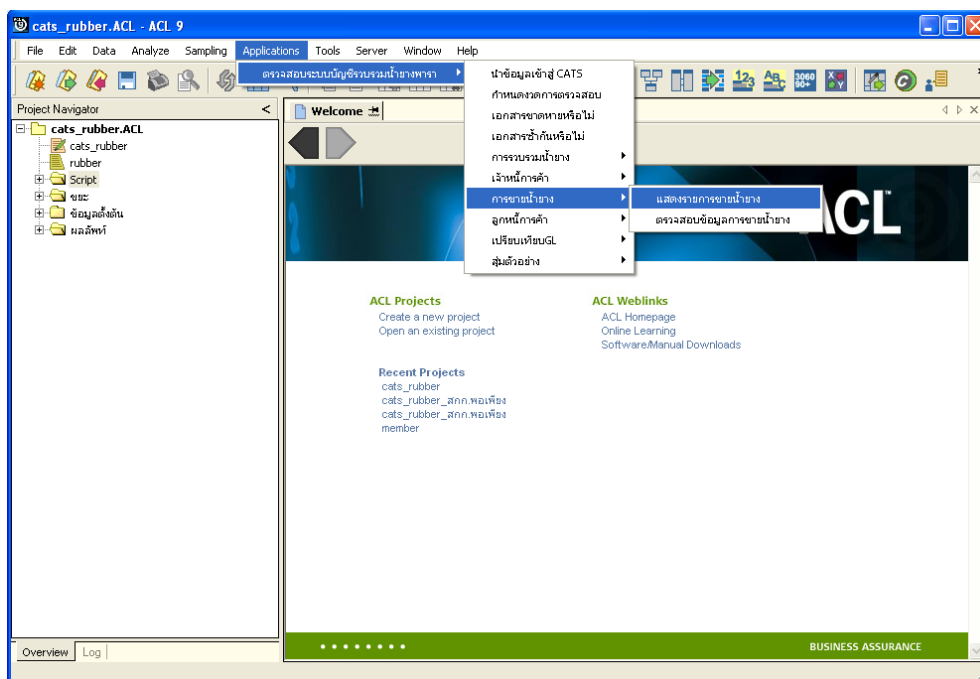 cats_rubber.ACL - ACL 9
File Edit Data Analyze Sampling Applications Tools Server Window Help
ตรวจสอบระบบบัญชีรวบรวมน้ำยางพารา
นำข้อมูลเข้าสู่ CATS
กำหนดงวดการตรวจสอบ
เอกสารขาดหายหรือไม่
เอกสารซ้ำกันหรือไม่
การรวบรวมน้ำยาง
เจ้าหนี้การค้า
การขายน้ำยาง
ลูกหนี้การค้า
เปรียบเทียบGL
สุ่มตัวอย่าง
แสดงรายการขายน้ำยาง
ตรวจสอบข้อมูลการขายน้ำยาง
Project Navigator <
cats_rubber.ACL
cats_rubber
rubber
Script
ขยะ
ข้อมูลตั้งต้น
ผลลัพท์
Welcome
ACL™
ACL Projects
Create a new project
Open an existing project
Recent Projects
cats_rubber
cats_rubber_สกก.พอเพียง
cats_rubber_สกก.พอเพียง
member
ACL Weblinks
ACL Homepage
Online Learning
Software/Manual Downloads
BUSINESS ASSURANCE
Overview Log